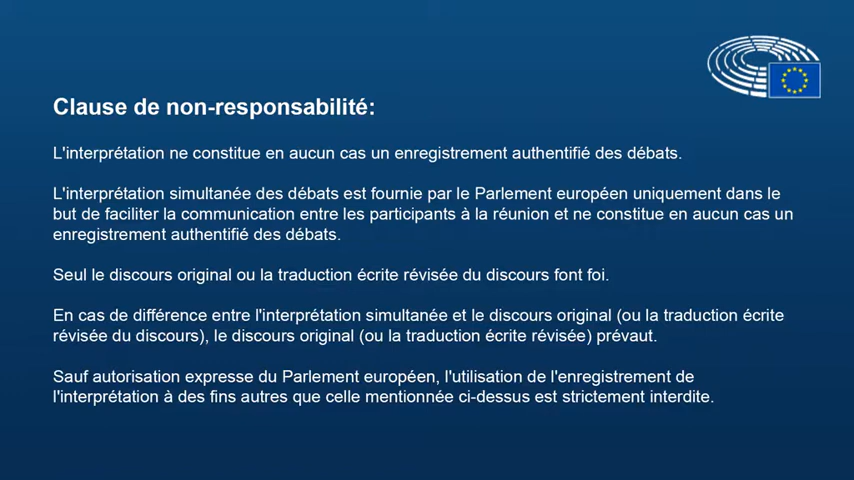 Clause de non-responsabilité:
L'interprétation ne constitue en aucun cas un enregistrement authentifié des débats.
L'interprétation simultanée des débats est fournie par le Parlement européen uniquement dans le
but de faciliter la communication entre les participants à la réunion et ne constitue en aucun cas un
enregistrement authentifié des débats.
Seul le discours original ou la traduction écrite révisée du discours font foi.
En cas de différence entre l'interprétation simultanée et le discours original (ou la traduction écrite
révisée du discours), le discours original (ou la traduction écrite révisée) prévaut.
Sauf autorisation expresse du Parlement européen, l'utilisation de l'enregistrement de
l'interprétation à des fins autres que celle mentionnée ci-dessus est strictement interdite.